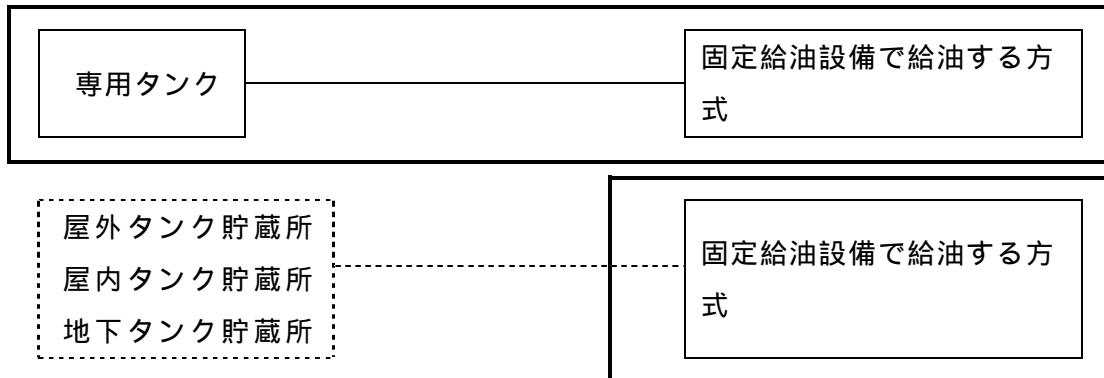 専用タンク
固定給油設備で給油する方
式
屋外タンク貯蔵所
屋内タンク貯蔵所
地下タンク貯蔵所
固定給油設備で給油する方
式